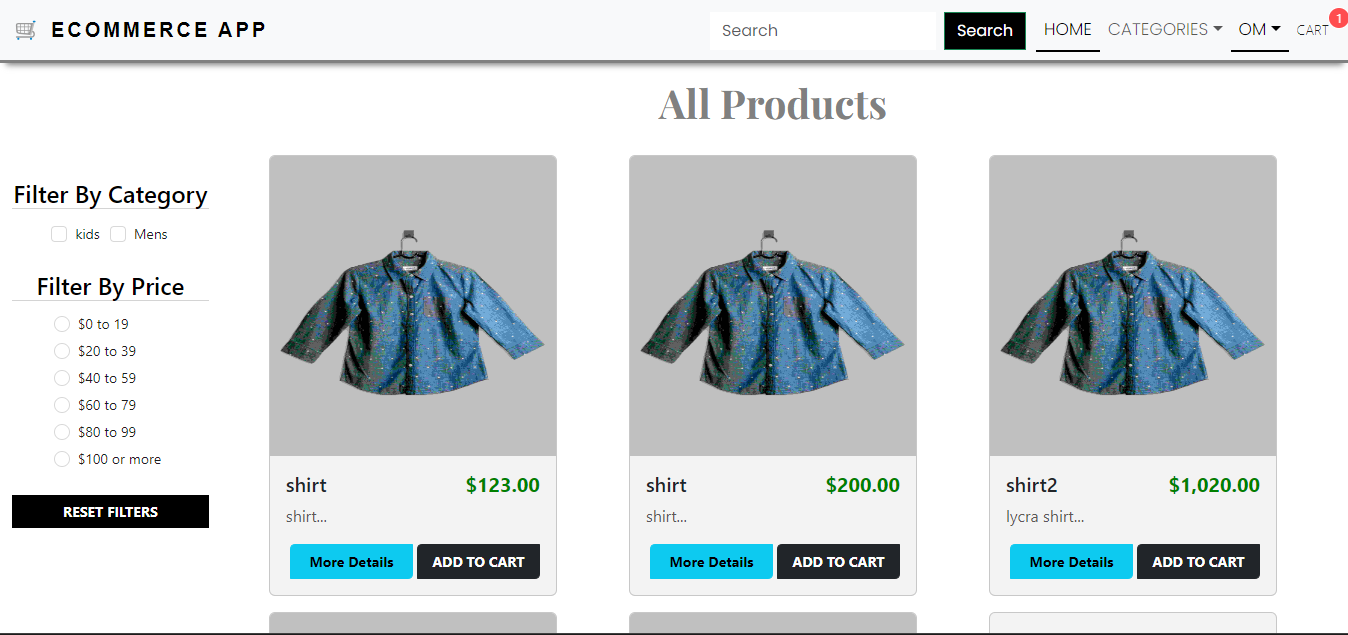 🛒 ECOMMERCE APP
Search
Search
HOME
CATEGORIES
OM
CART
1
All Products
Filter By Category
kids
Mens
Filter By Price
$0 to 19
$20 to 39
$40 to 59
$60 to 79
$80 to 99
$100 or more
RESET FILTERS
shirt $123.00
shirt...
More Details ADD TO CART
shirt $200.00
shirt...
More Details ADD TO CART
shirt2 $1,020.00
lycra shirt...
More Details ADD TO CART